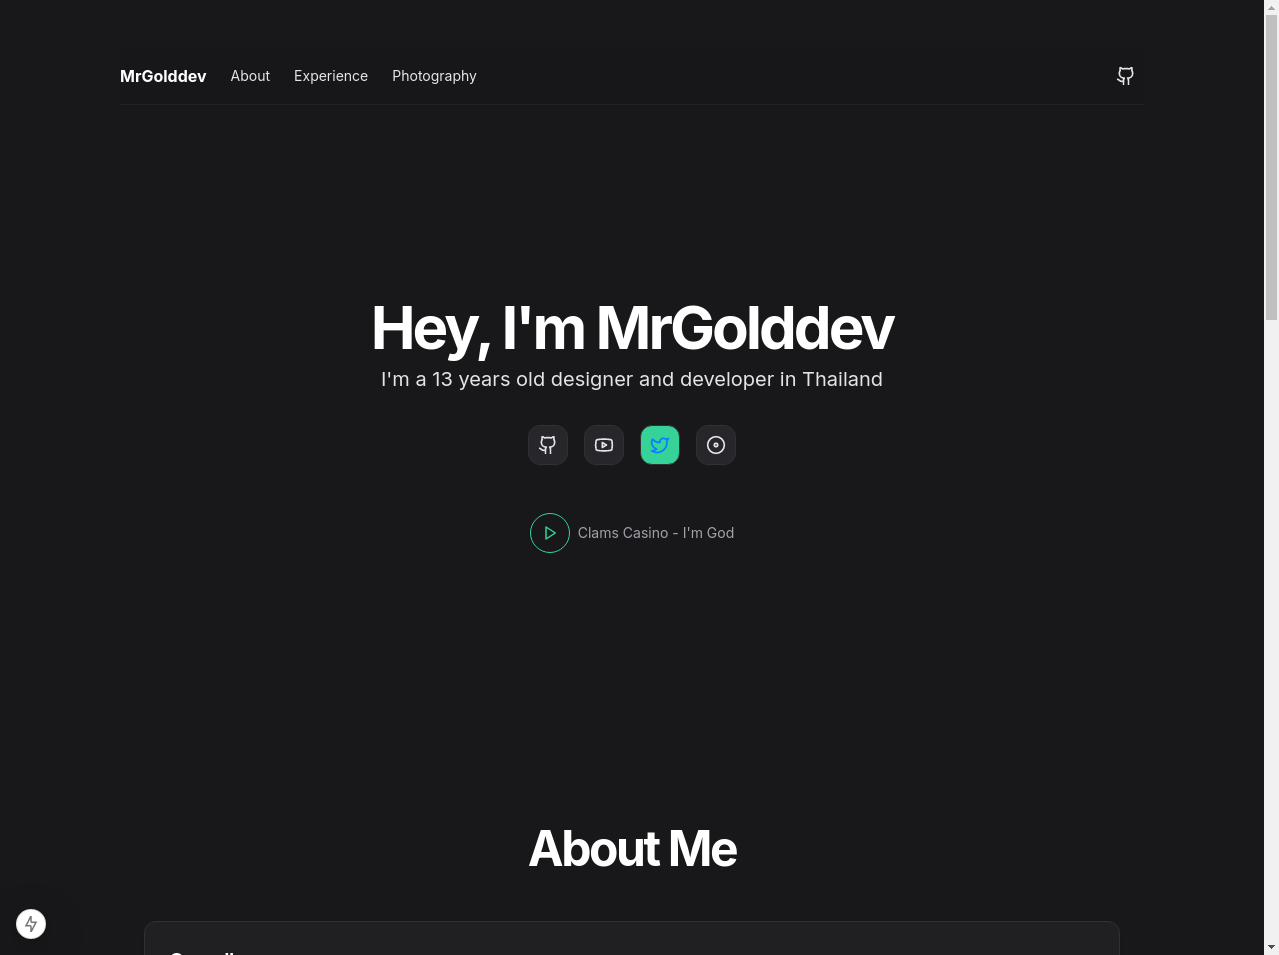 MrGolddev About Experience Photography
Hey, I'm MrGolddev
I'm a 13 years old designer and developer in Thailand
Clams Casino - I'm God
About Me